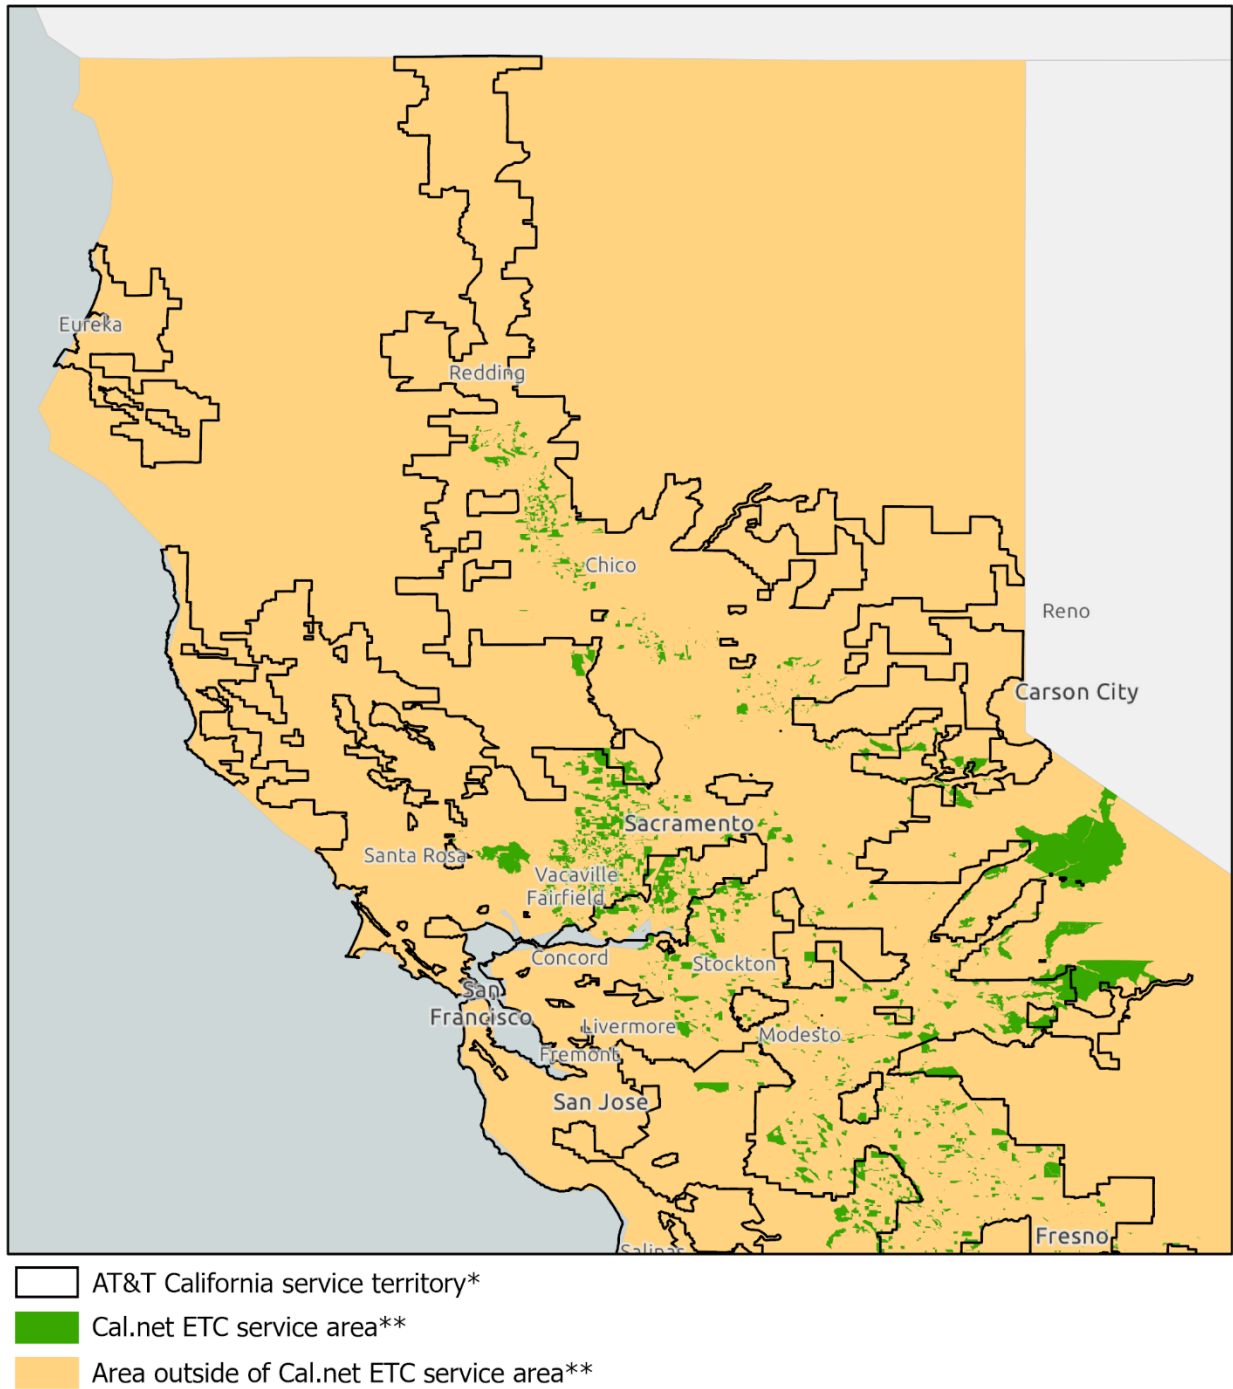 Eureka
Redding
Chico
Reno
Carson City
Sacramento
Santa Rosa
Vacaville
Fairfield
Concord
Stockton
San
Francisco
Livermore
Modesto
Fremont
San Jose
Fresno
Salinas
AT&T California service territory*
Cal.net ETC service area**
Area outside of Cal.net ETC service area**